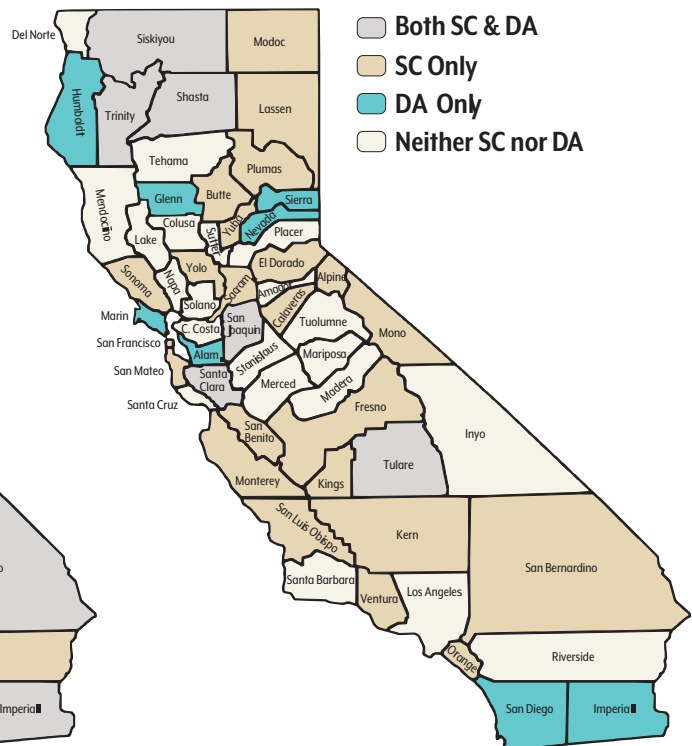 Both SC & DA
SC Only
DA Only
Neither SC nor DA
Del Norte
Siskiyou
Modoc
Humboldt
Trinity
Shasta
Lassen
Tehama
Plumas
Mendocino
Glenn
Butte
Sierra
Colusa
Yuba
Nevada
Sutter
Placer
Lake
Sonoma
Napa
Yolo
El Dorado
Sacram
Amador
Alpine
Solano
Calaveras
Marin
C. Costa
San
Joaquin
Tuolumne
Mono
San Francisco
Alam
Stanislaus
Mariposa
San Mateo
Santa
Clara
Merced
Madera
Santa Cruz
Fresno
San
Benito
Inyo
Tulare
Monterey
Kings
San Luis Obispo
Kern
San Bernardino
Santa Barbara
Ventura
Los Angeles
Orange
Riverside
San Diego
Imperia
o
Imperia